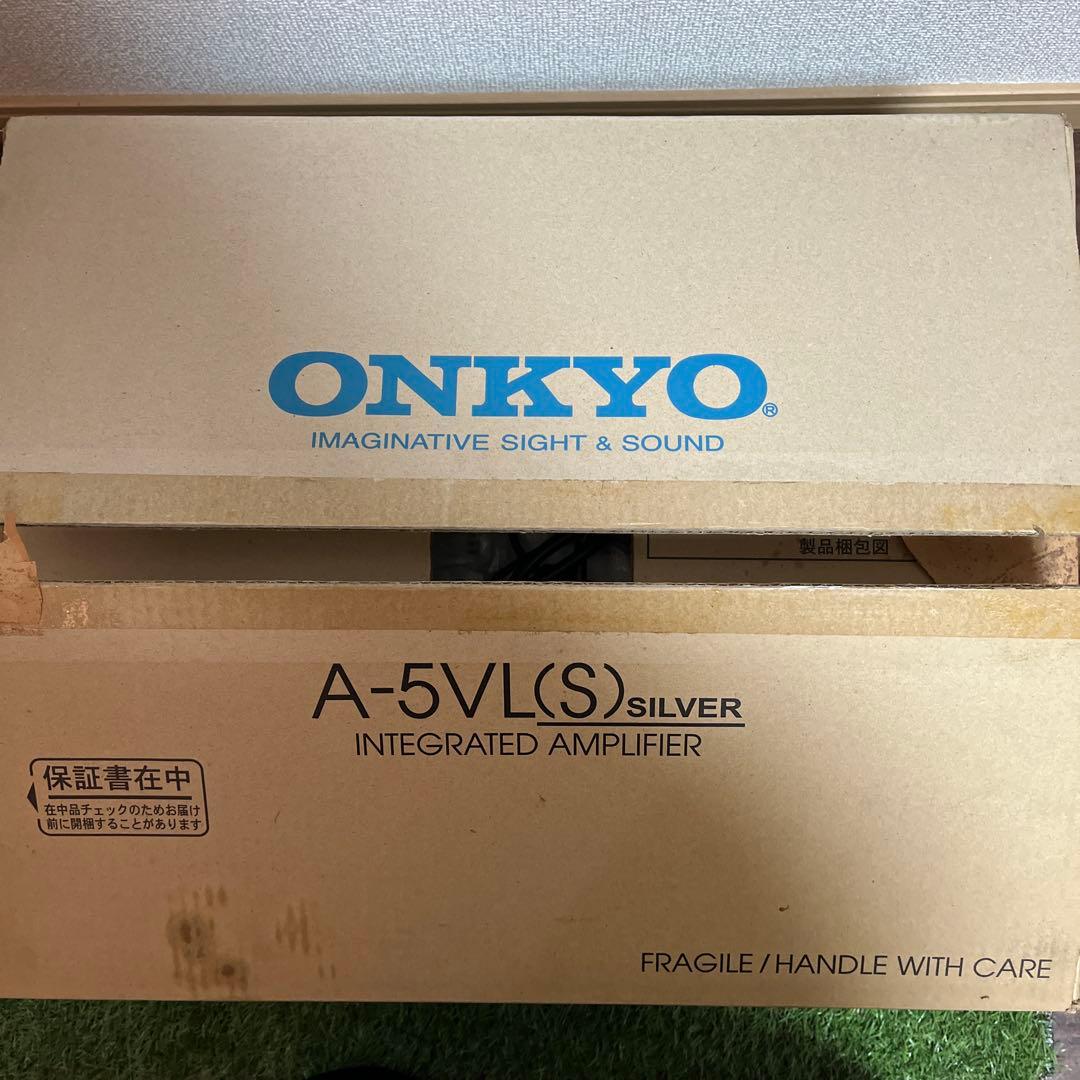 ONKYO®
IMAGINATIVE SIGHT & SOUND
製品梱包図
A-5VL(S) SILVER
INTEGRATED AMPLIFIER
保証書在中
在中品チェックのためお届け
前に開梱することがあります
FRAGILE/HANDLE WITH CARE